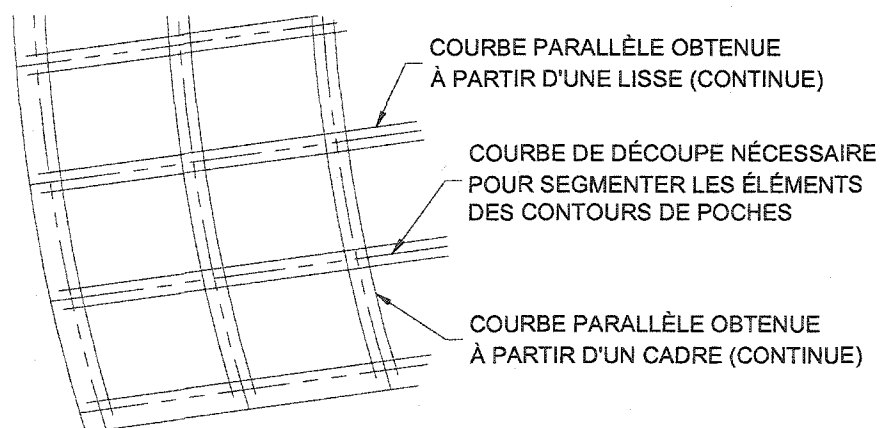 COURBE PARALLÈLE OBTENUE
À PARTIR D'UNE LISSE (CONTINUE)
COURBE DE DÉCOUPE NÉCESSAIRE
POUR SEGMENTER LES ÉLÉMENTS
DES CONTOURS DE POCHES
COURBE PARALLÈLE OBTENUE
À PARTIR D'UN CADRE (CONTINUE)